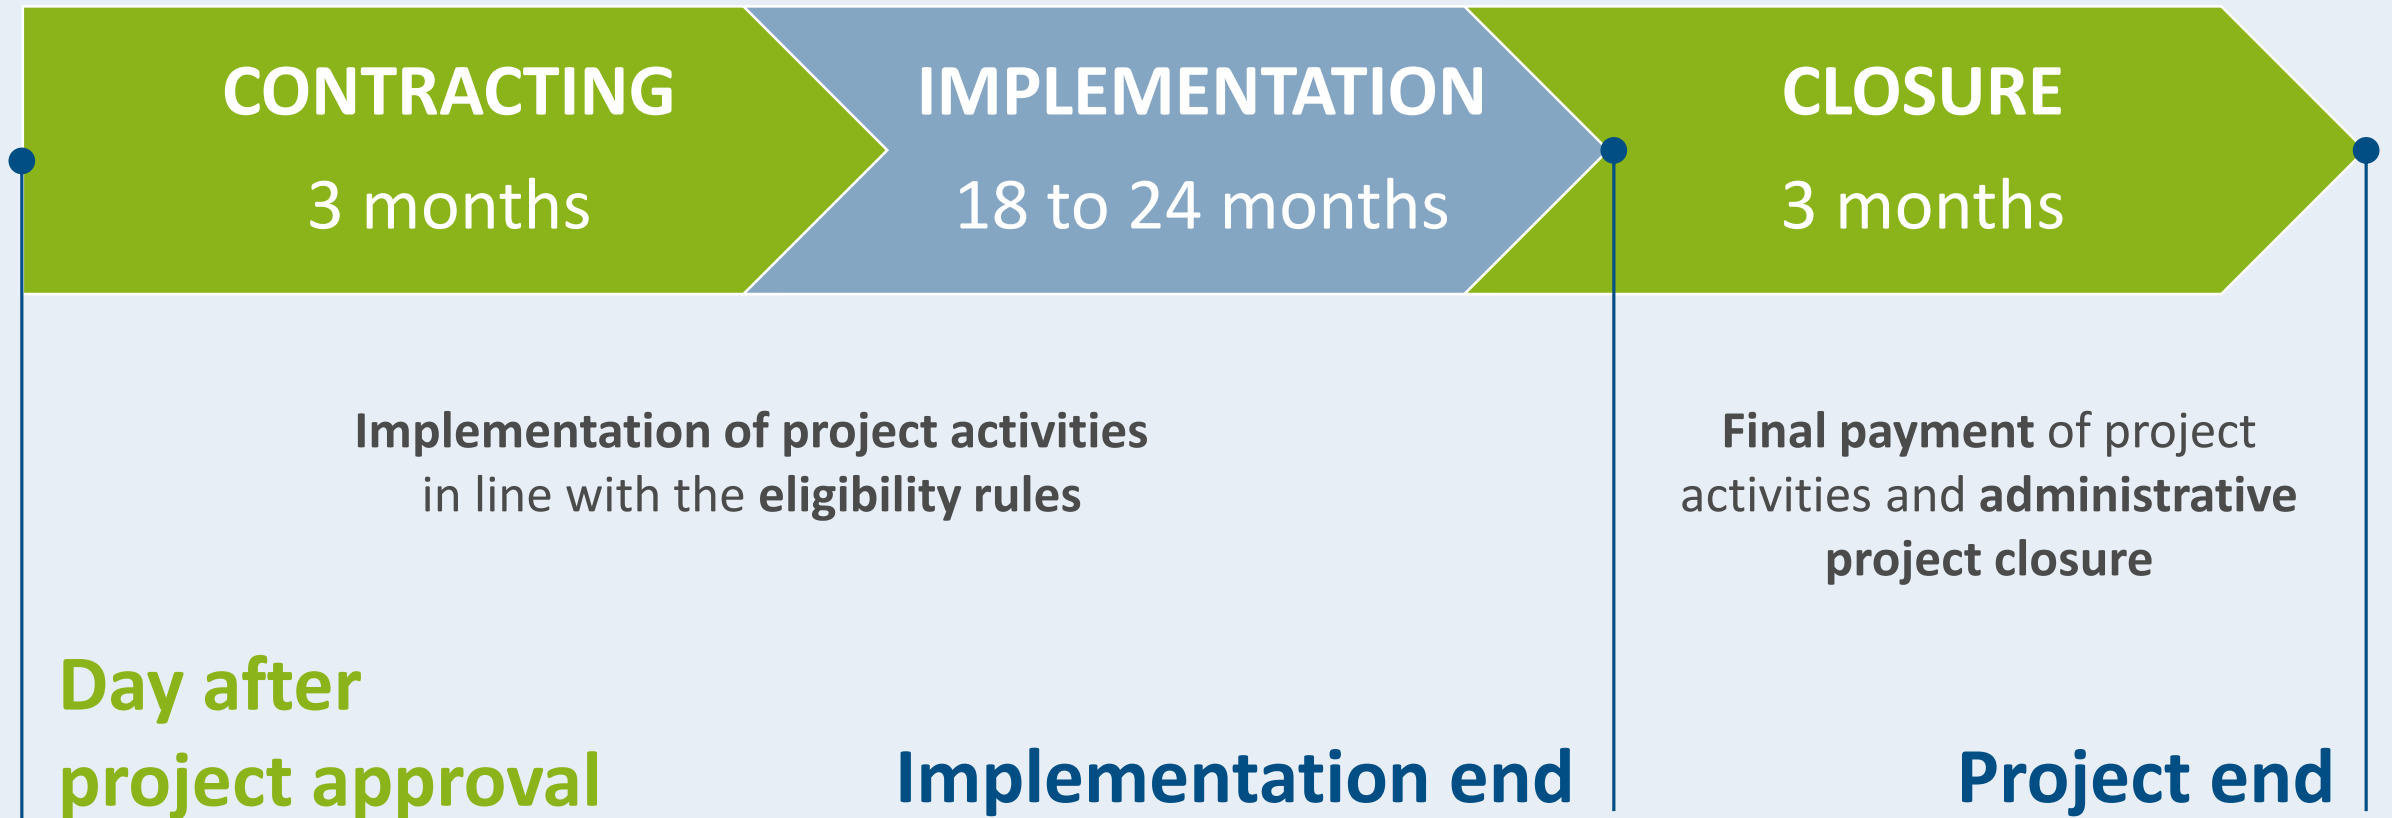 CONTRACTING
3 months
IMPLEMENTATION
18 to 24 months
CLOSURE
3 months
Implementation of project activities
in line with the eligibility rules
Final payment of project
activities and administrative
project closure
Day after
project approval
Implementation end
Project end